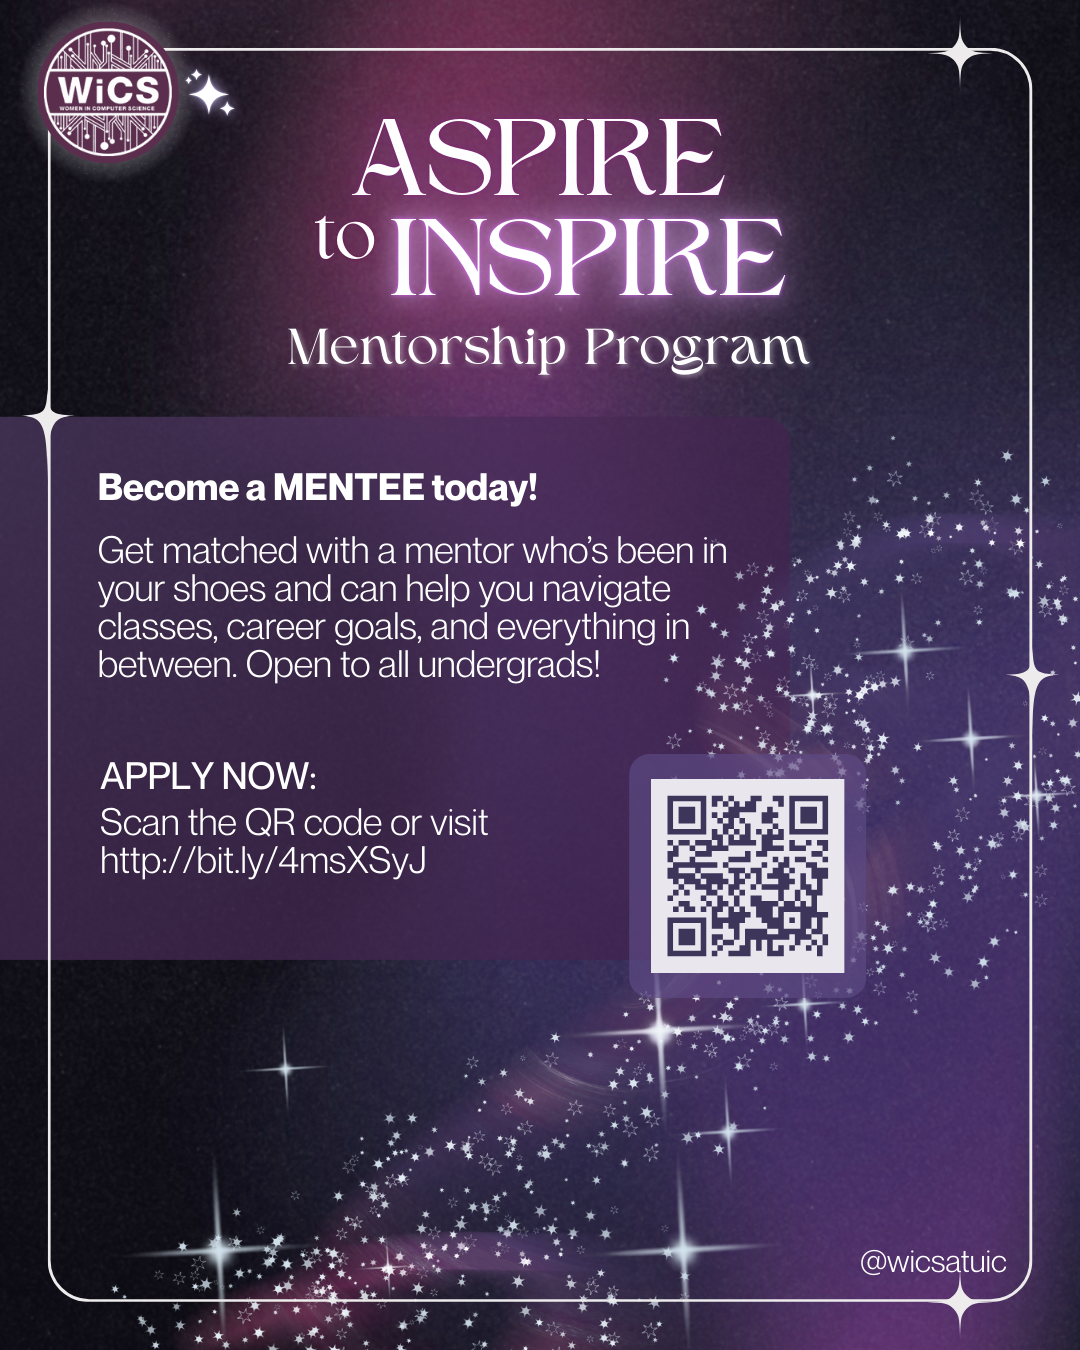 WiCS
WOMEN IN COMPUTER SCIENCE
ASPIRE
to INSPIRE
Mentorship Program
Become a MENTEE today!
Get matched with a mentor who's been in
your shoes and can help you navigate
classes, career goals, and everything in
between. Open to all undergrads!
APPLY NOW:
Scan the QR code or visit
http://bit.ly/4msXSyJ
@wicsatuic